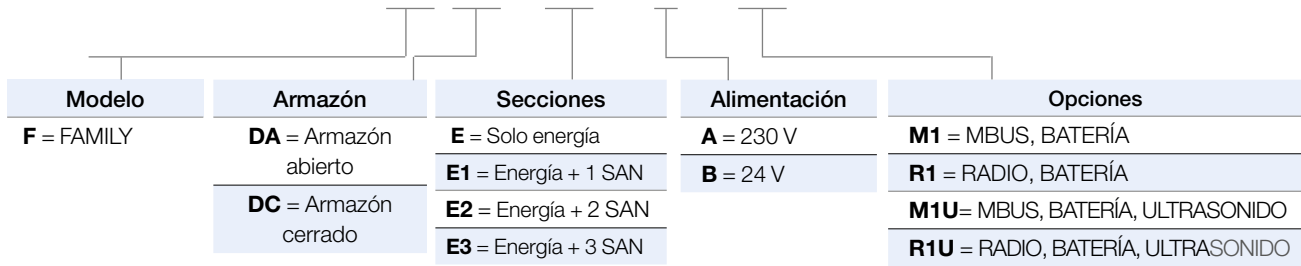 Modelo
F = FAMILY
Armazón
DA = Armazón
abierto
DC = Armazón
cerrado
Secciones
E = Solo energía
E1 = Energía + 1 SAN
E2 = Energía + 2 SAN
E3 = Energía + 3 SAN
Alimentación
A = 230 V
B = 24 V
Opciones
M1 = MBUS, BATERÍA
R1 = RADIO, BATERÍA
M1U= MBUS, BATERÍA, ULTRASONIDO
R1U = RADIO, BATERÍA, ULTRASONIDO